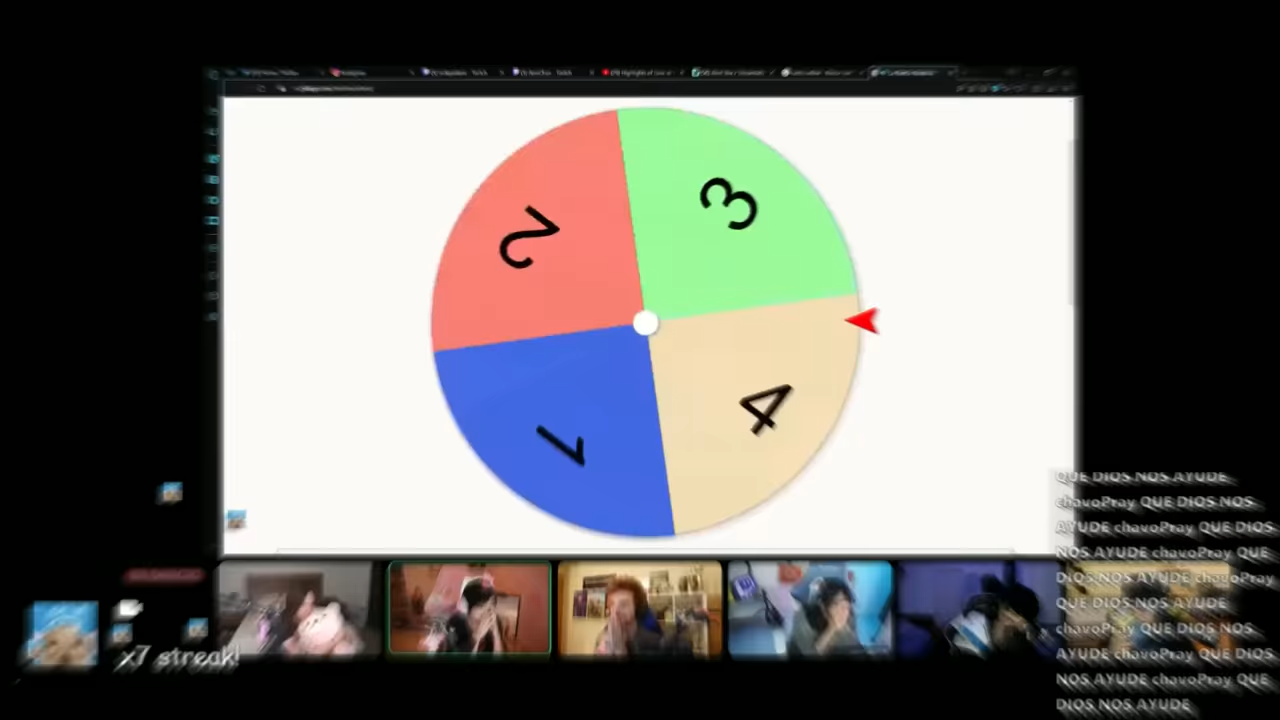 2
3
1
4
QUE DIOS NOS AYUDE
chavoPray QUE DIOS NOS
AYUDE chavoPray QUE DIOS
NOS AYUDE chavoPray QUE
DIOS NOS AYUDE chavoPray
QUE DIOS NOS AYUDE
chavoPray QUE DIOS NOS
AYUDE chavoPray QUE DIOS
NOS AYUDE chavoPray QUE
DIOS NOS AYUDE
x7 streak!